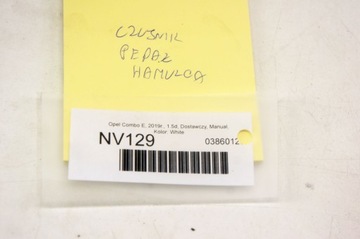 CZUJNIK
PEDAŁ
HAMULCA
Opel Combo E, 2019r., 1.5d, Dostawczy, Manual,
Kolor: White
NV129
0386012